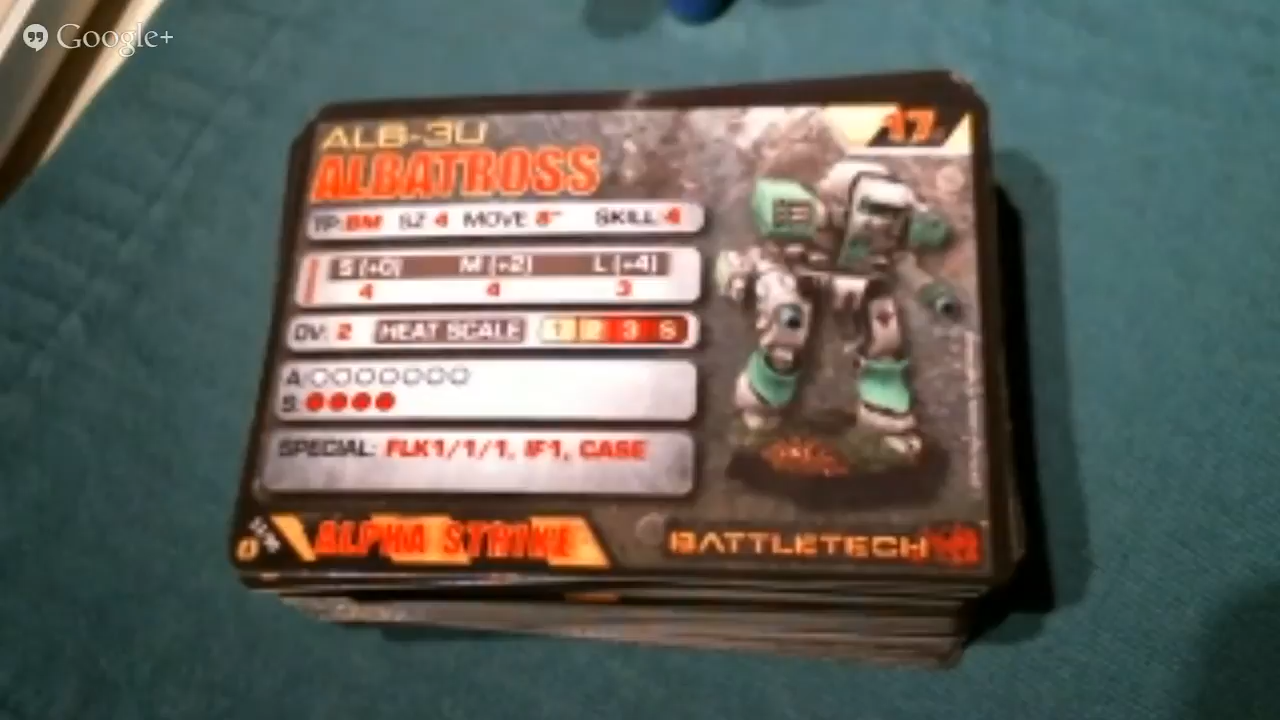 Google+
17
ALB-3U
ALBATROSS
TP: BM SZ 4 MOVE 8" SKILL: 4
S (+0) M (+2) L (+4)
4 4 3
OV: 2 HEAT SCALE 1 2 3 S
A:
S:
SPECIAL: FLK1/1/1, IF1, CASE
ALPHA STRIKE
BATTLETECH